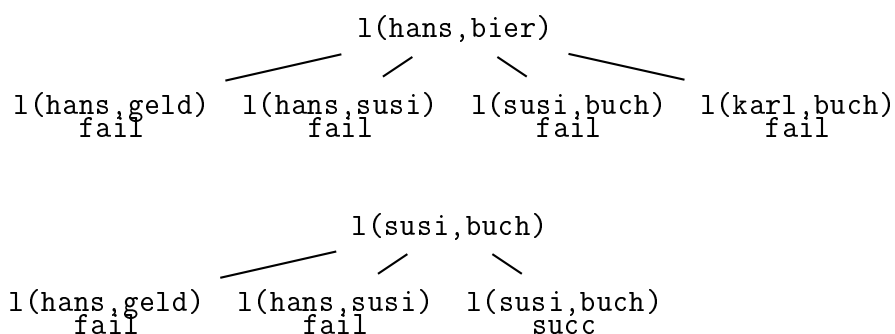 l(hans,bier)
l(hans,geld) l(hans,susi) l(susi,buch) l(karl,buch)
fail fail fail fail
l(susi,buch)
l(hans,geld) l(hans,susi) l(susi,buch)
fail fail succ